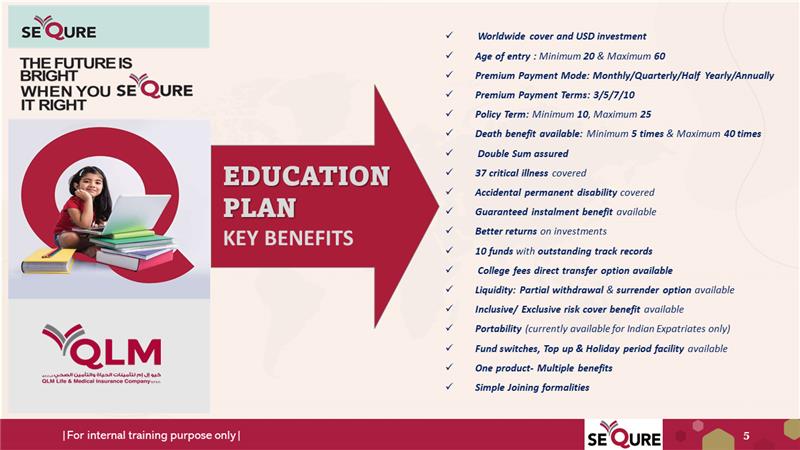 SEQURE
THE FUTURE IS
BRIGHT
WHEN YOU SEQURE
IT RIGHT
QLM
كيو إل إم لتأمينات الحياة والتأمين الصحي
QLM Life & Medical Insurance Company
EDUCATION
PLAN
KEY BENEFITS
✓ Worldwide cover and USD investment
✓ Age of entry : Minimum 20 & Maximum 60
✓ Premium Payment Mode: Monthly/Quarterly/Half Yearly/Annually
✓ Premium Payment Terms: 3/5/7/10
✓ Policy Term: Minimum 10, Maximum 25
✓ Death benefit available: Minimum 5 times & Maximum 40 times
✓ Double Sum assured
✓ 37 critical illness covered
✓ Accidental permanent disability covered
✓ Guaranteed instalment benefit available
✓ Better returns on investments
✓ 10 funds with outstanding track records
✓ College fees direct transfer option available
✓ Liquidity: Partial withdrawal & surrender option available
✓ Inclusive/ Exclusive risk cover benefit available
✓ Portability (currently available for Indian Expatriates only)
✓ Fund switches, Top up & Holiday period facility available
✓ One product- Multiple benefits
✓ Simple Joining formalities
|For internal training purpose only|
SEQURE
5